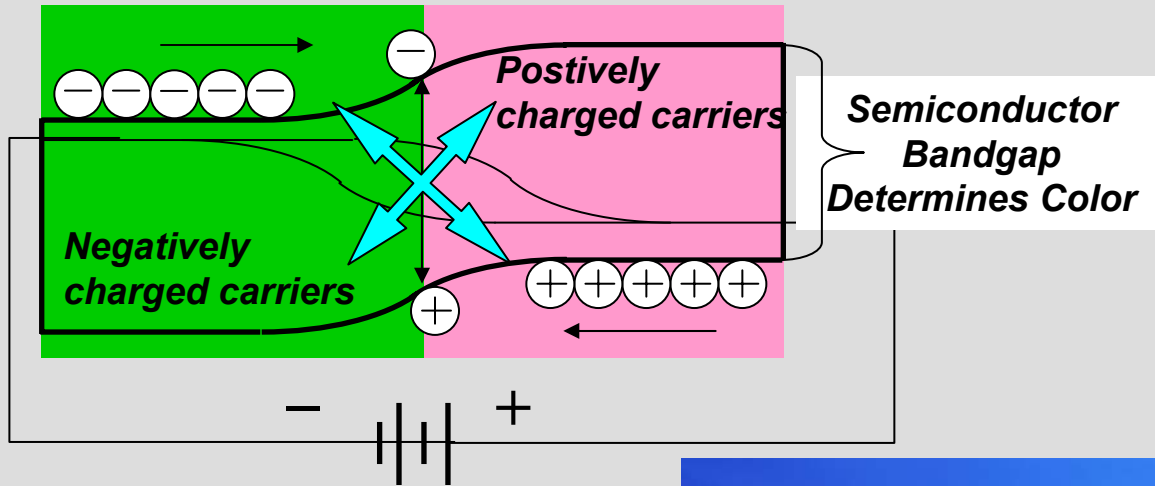 Postively
charged carriers
Semiconductor
Bandgap
Determines Color
Negatively
charged carriers
− − − − − −
+ + + + + +
− +